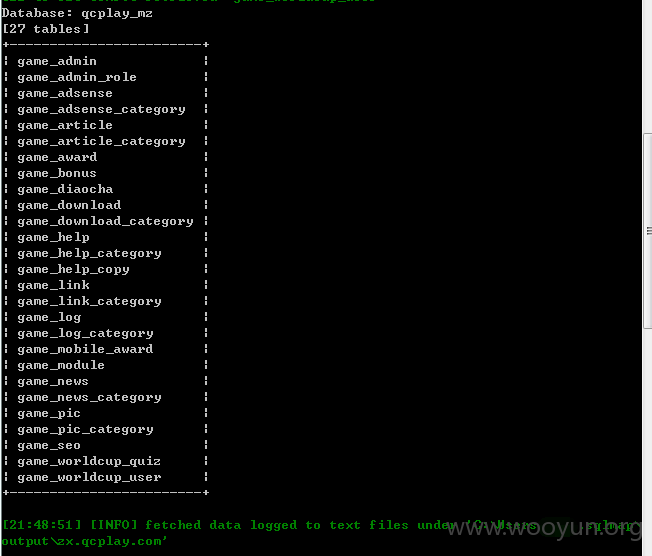 Database: qcplay_mz
[27 tables]
+------------------------+
| game_admin |
| game_admin_role |
| game_adsense |
| game_adsense_category |
| game_article |
| game_article_category |
| game_award |
| game_bonus |
| game_diaocha |
| game_download |
| game_download_category |
| game_help |
| game_help_category |
| game_help_copy |
| game_link |
| game_link_category |
| game_log |
| game_log_category |
| game_mobile_award |
| game_module |
| game_news |
| game_news_category |
| game_pic |
| game_pic_category |
| game_seo |
| game_worldcup_quiz |
| game_worldcup_user |
+------------------------+
[21:48:51] [INFO] fetched data logged to text files under 'C:\Users
output\zx.qcplay.com'
www.wooyun.org